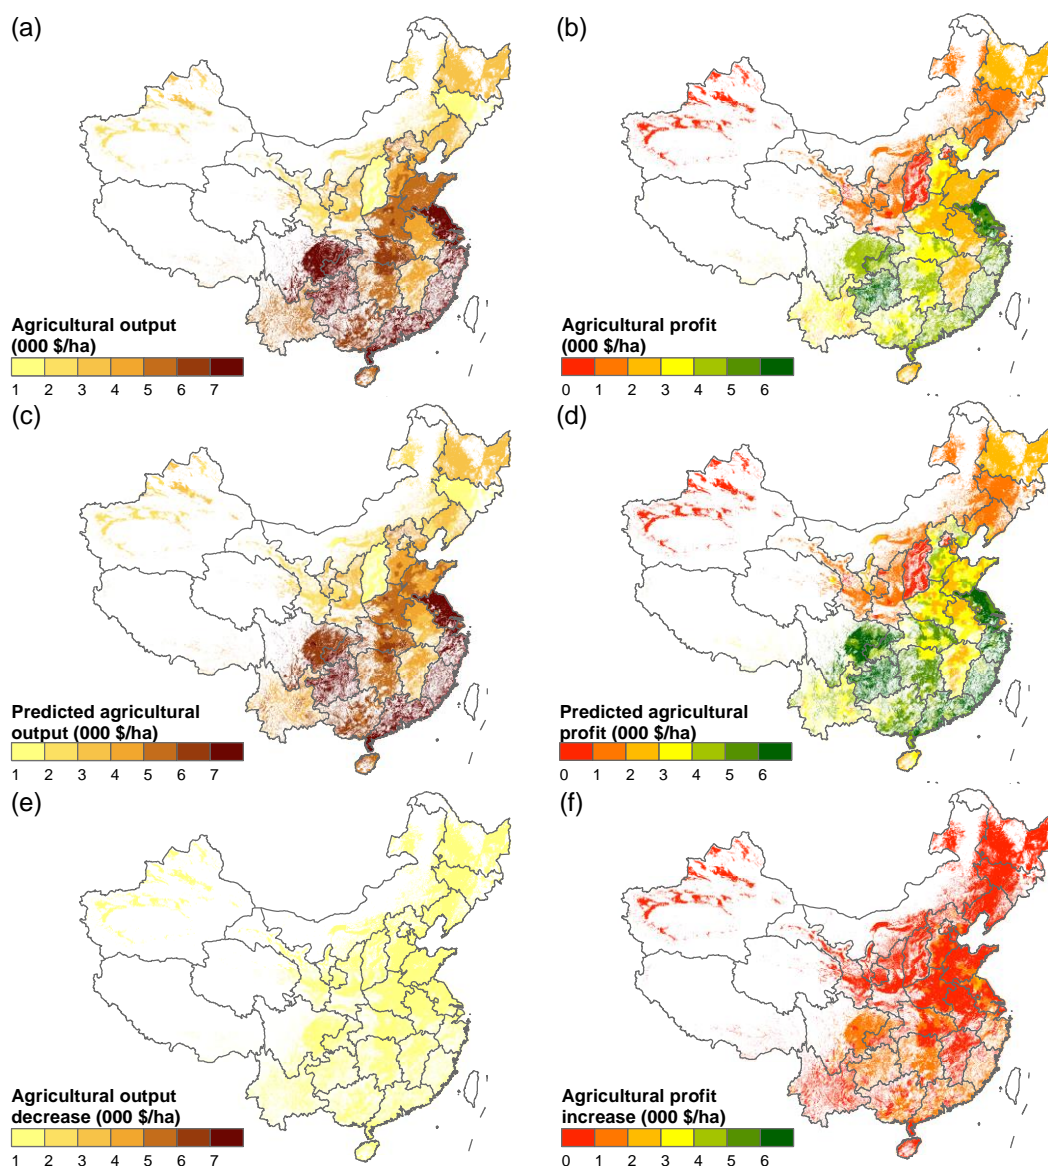 (a)
(b)
Agricultural output
(000 $/ha)
1 2 3 4 5 6 7
Agricultural profit
(000 $/ha)
0 1 2 3 4 5 6
(c)
(d)
Predicted agricultural
output (000 $/ha)
1 2 3 4 5 6 7
Predicted agricultural
profit (000 $/ha)
0 1 2 3 4 5 6
(e)
(f)
Agricultural output
decrease (000 $/ha)
1 2 3 4 5 6 7
Agricultural profit
increase (000 $/ha)
0 1 2 3 4 5 6